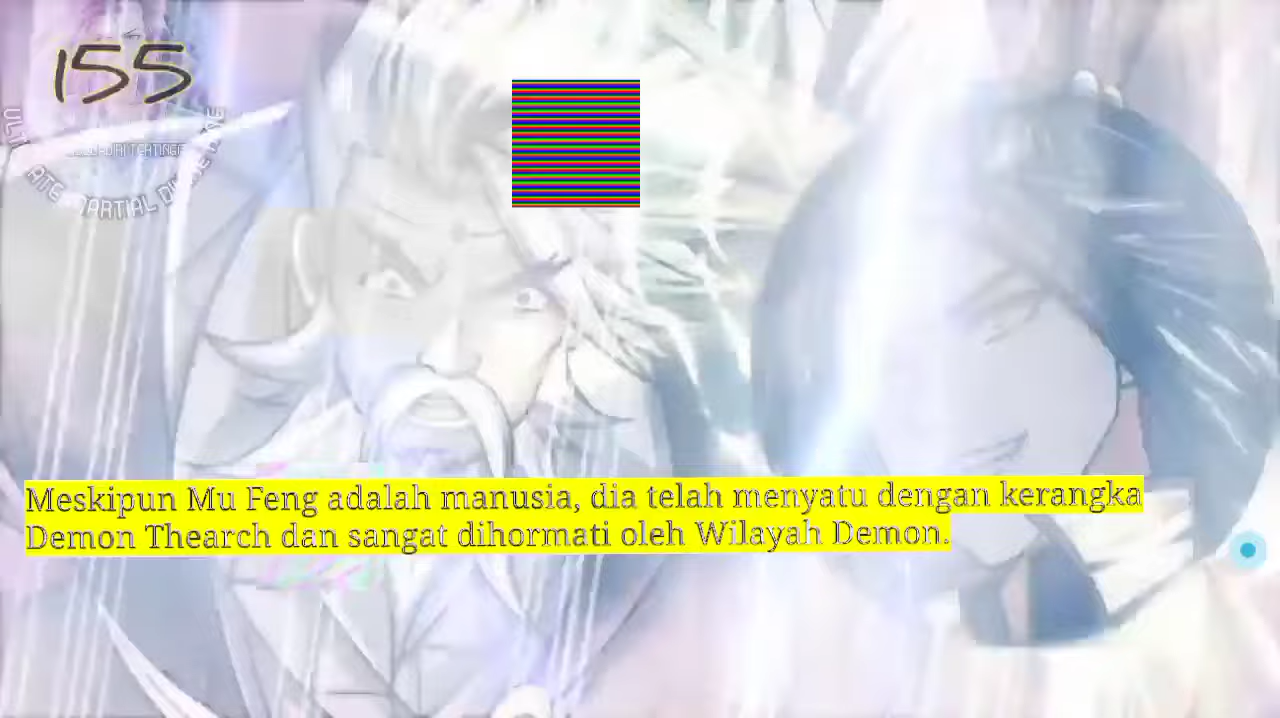 155
MARTIAL
Meskipun Mu Feng adalah manusia, dia telah menyatu dengan kerangka
Demon Thearch dan sangat dihormati oleh Wilayah Demon.